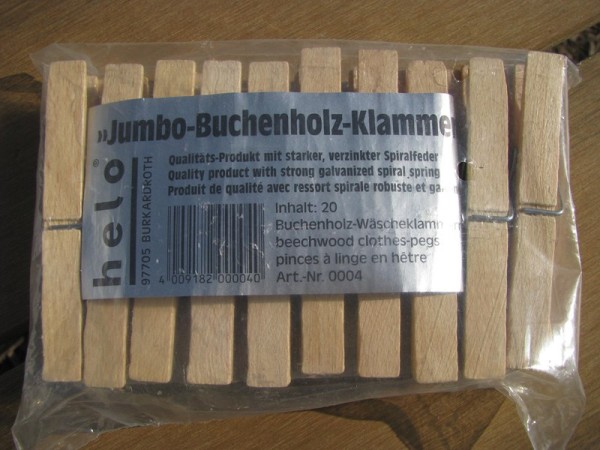 »Jumbo-Buchenholz-Klammer
Qualitäts-Produkt mit starker, verzinkter Spiralfeder
Quality product with strong galvanized spiral spring
Produit de qualité avec ressort spirale robuste et
Inhalt: 20
Buchenholz-Wäscheklamm
beechwood clothes-pegs
pinces à linge en hêtre
Art.-Nr. 0004
4 009182 000040
helo
97705 BURKARDROTH